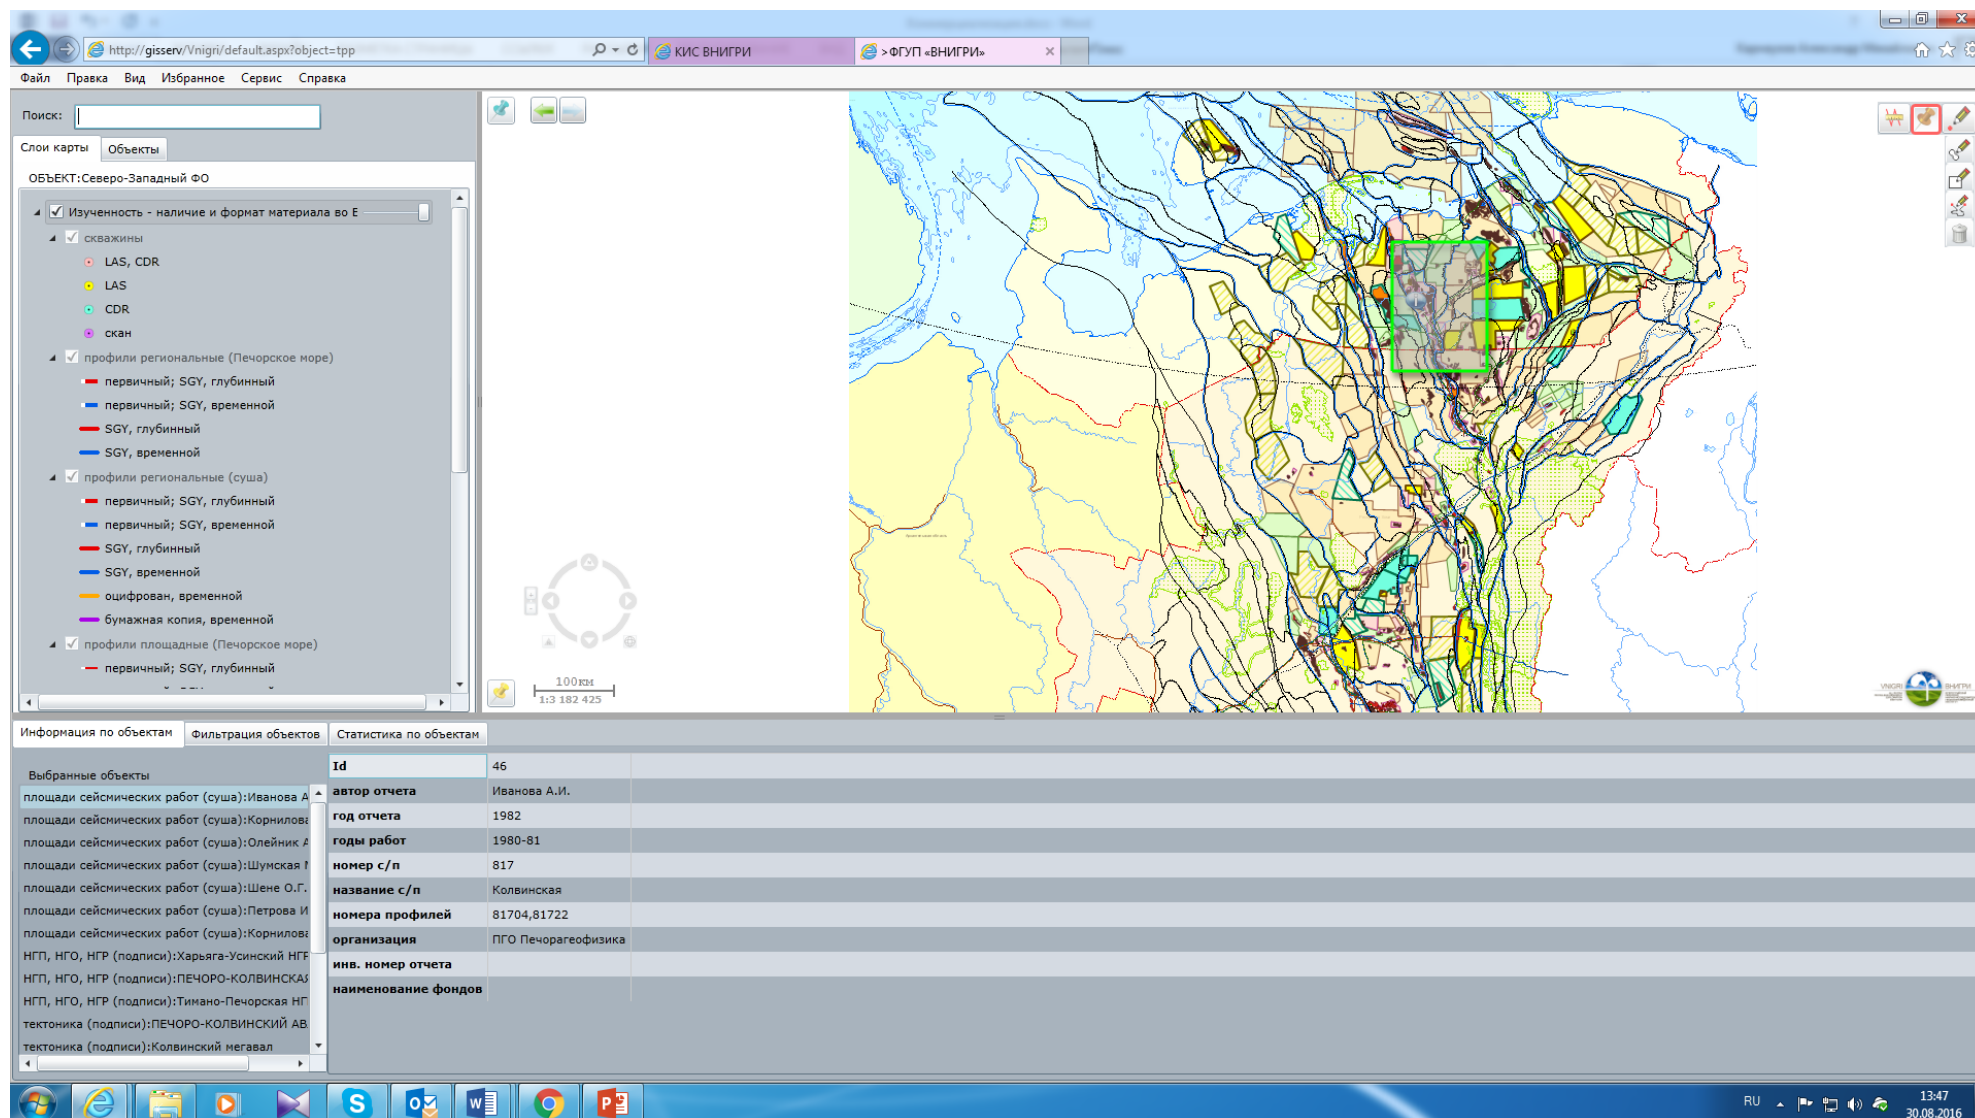 http://gisserv/Vnigri/default.aspx?object=tpp
КИС ВНИГРИ
> ФГУП «ВНИГРИ»
Файл Правка Вид Избранное Сервис Справка
Поиск:
Слои карты Объекты
ОБЪЕКТ:Северо-Западный ФО
Изученность - наличие и формат материала во Е
скважины
LAS, CDR
LAS
CDR
скан
профили региональные (Печорское море)
первичный; SGY, глубинный
первичный; SGY, временной
SGY, глубинный
SGY, временной
профили региональные (суша)
первичный; SGY, глубинный
первичный; SGY, временной
SGY, глубинный
SGY, временной
оцифрован, временной
бумажная копия, временной
профили площадные (Печорское море)
первичный; SGY, глубинный
100км
1:3 182 425
VNIGRI ВНИГРИ
Информация по объектам Фильтрация объектов Статистика по объектам
Выбранные объекты
площади сейсмических работ (суша):Иванова А
площади сейсмических работ (суша):Корнилова
площади сейсмических работ (суша):Олейник А
площади сейсмических работ (суша):Шумская
площади сейсмических работ (суша):Шене О.Г.
площади сейсмических работ (суша):Петрова И
площади сейсмических работ (суша):Корнилова
НГП, НГО, НГР (подписи):Харьяга-Усинский НГР
НГП, НГО, НГР (подписи):ПЕЧОРО-КОЛВИНСКАЯ
НГП, НГО, НГР (подписи):Тимано-Печорская НГ
тектоника (подписи):ПЕЧОРО-КОЛВИНСКИЙ АВ
тектоника (подписи):Колвинский мегавал
Id 46
автор отчета Иванова А.И.
год отчета 1982
годы работ 1980-81
номер с/п 817
название с/п Колвинская
номера профилей 81704,81722
организация ПГО Печорагеофизика
инв. номер отчета
наименование фондов
RU
13:47
30.08.2016